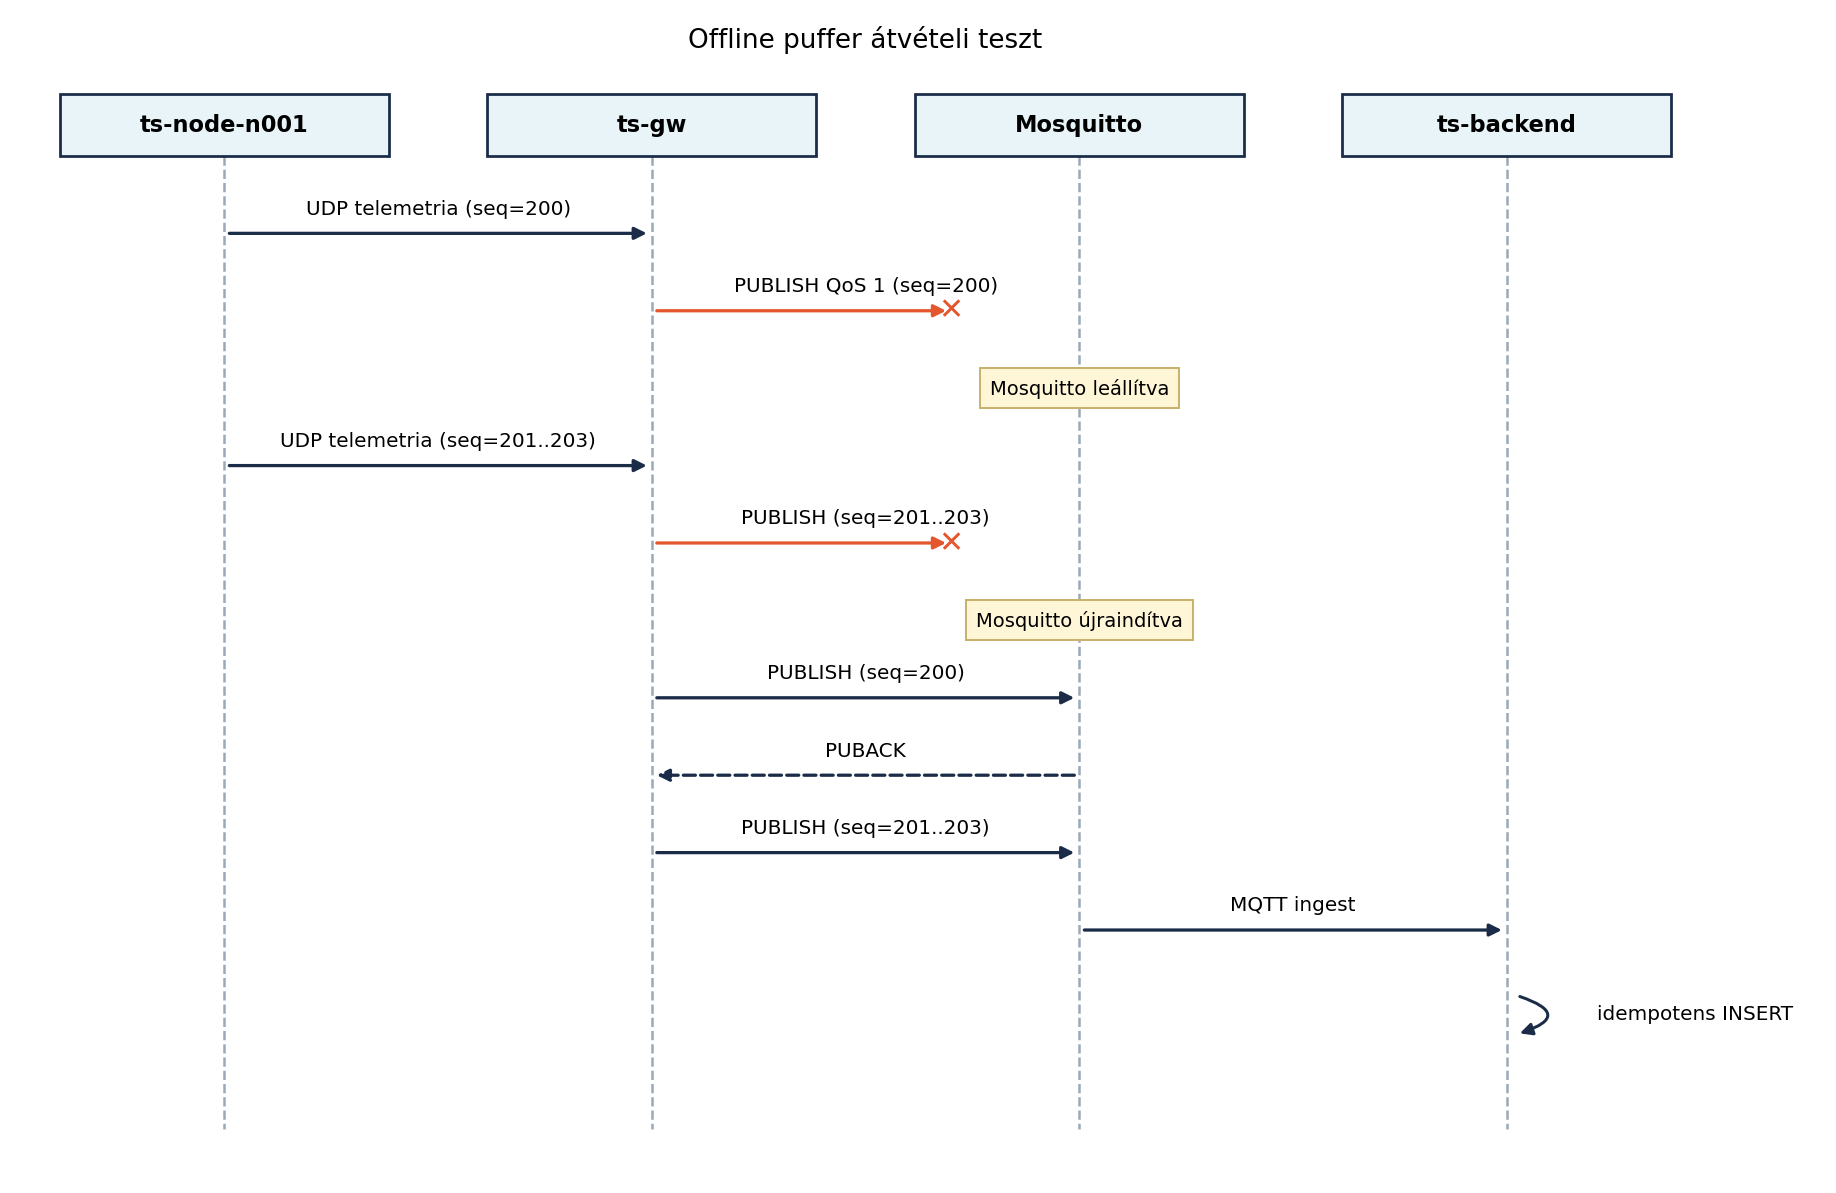 Offline puffer átvételi teszt
ts-node-n001
ts-gw
Mosquitto
ts-backend
UDP telemetria (seq=200)
PUBLISH QoS 1 (seq=200)
Mosquitto leállítva
UDP telemetria (seq=201..203)
PUBLISH (seq=201..203)
Mosquitto újraindítva
PUBLISH (seq=200)
PUBACK
PUBLISH (seq=201..203)
MQTT ingest
idempotens INSERT